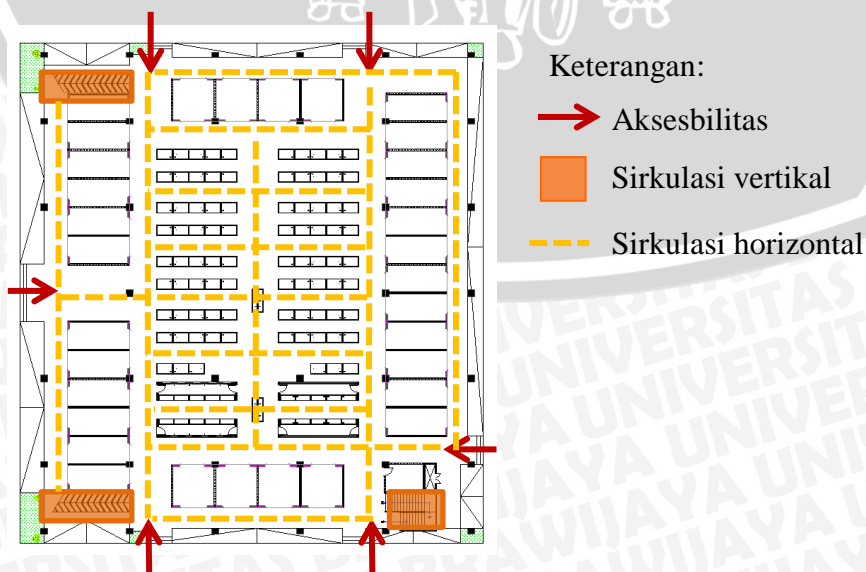 Keterangan:
Aksesbilitas
Sirkulasi vertikal
Sirkulasi horizontal